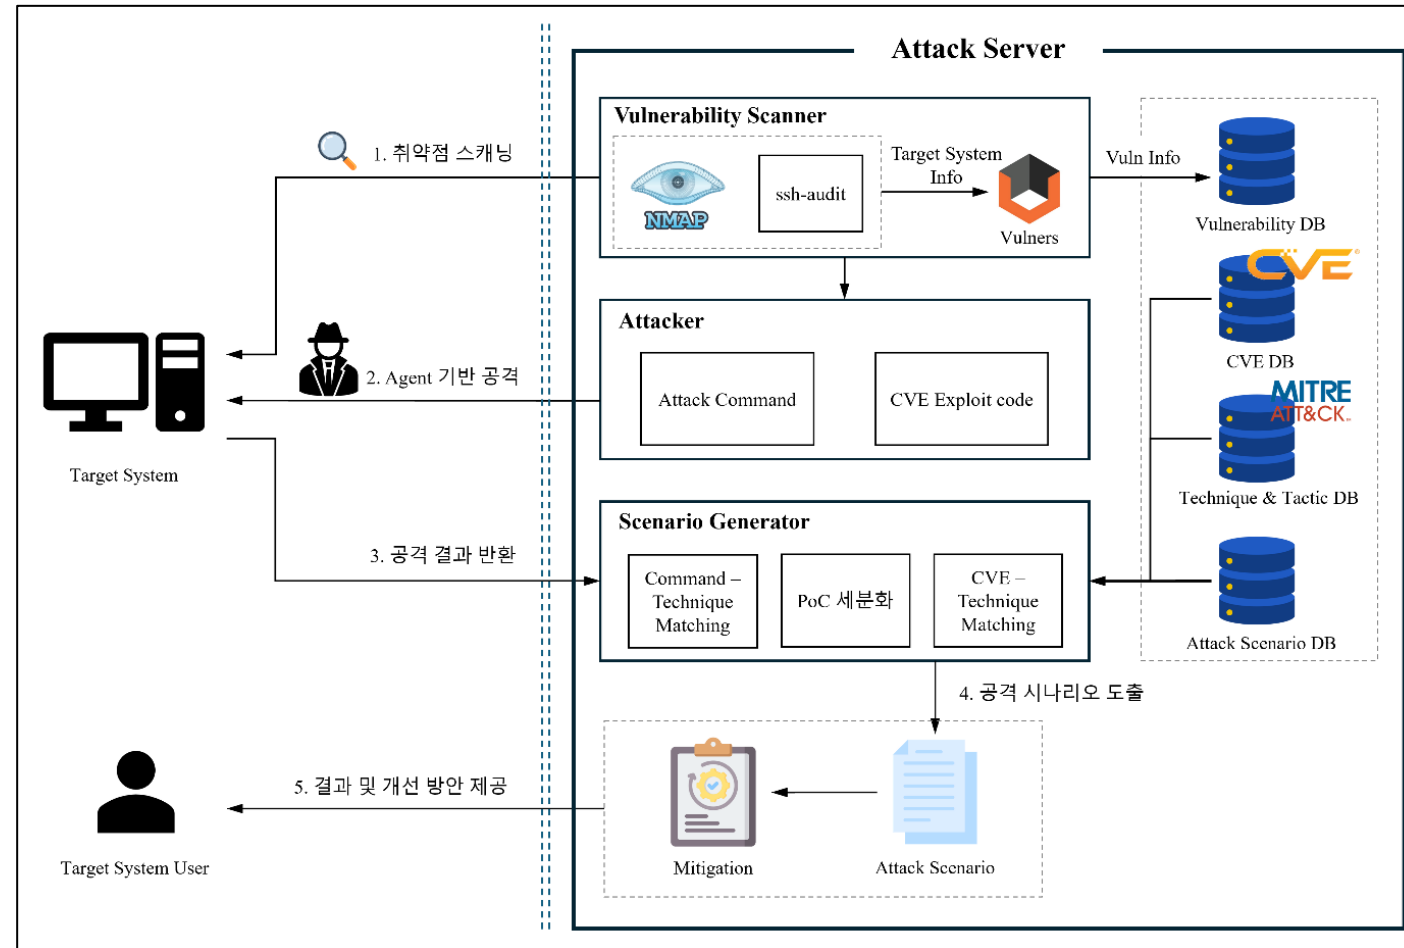 Attack Server
Vulnerability Scanner
1. 취약점 스캐닝
NMAP
ssh-audit
Target System
Info
Vulners
Vuln Info
Vulnerability DB
CVE
CVE DB
Attacker
2. Agent 기반 공격
Attack Command
CVE Exploit code
MITRE
ATT&CK
Technique & Tactic DB
Target System
Scenario Generator
3. 공격 결과 반환
Command –
Technique
Matching
PoC 세분화
CVE –
Technique
Matching
Attack Scenario DB
4. 공격 시나리오 도출
5. 결과 및 개선 방안 제공
Mitigation
Attack Scenario
Target System User